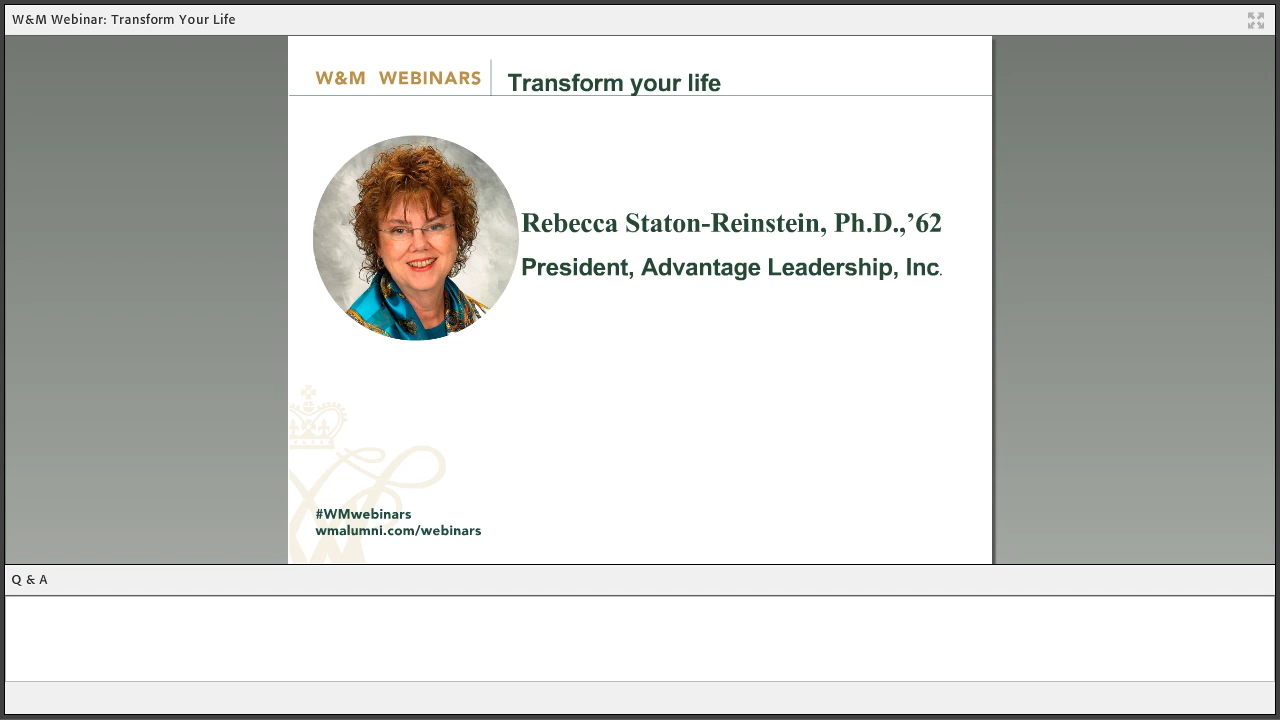 W&M Webinar: Transform Your Life
W&M WEBINARS
Transform your life
Rebecca Staton-Reinstein, Ph.D.,’62
President, Advantage Leadership, Inc.
#WMwebinars
wmalumni.com/webinars
Q & A